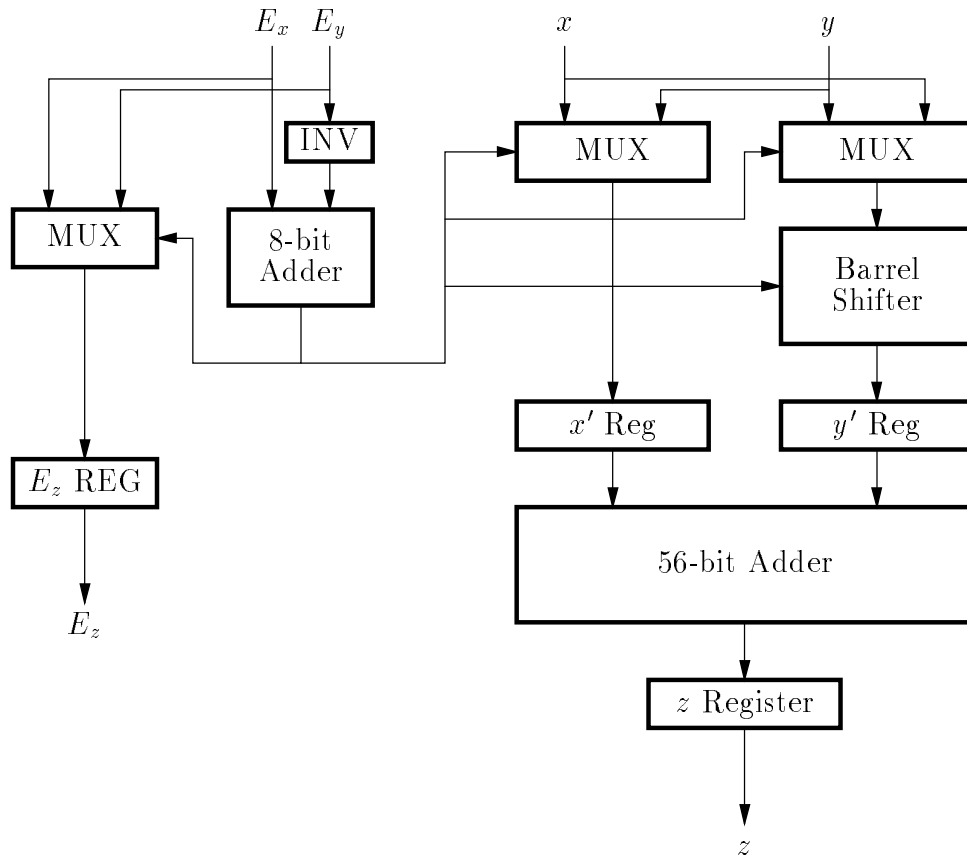 E_x E_y x y
INV
MUX
MUX
MUX
8-bit
Adder
Barrel
Shifter
x′ Reg
y′ Reg
E_z REG
56-bit Adder
E_z
z Register
z